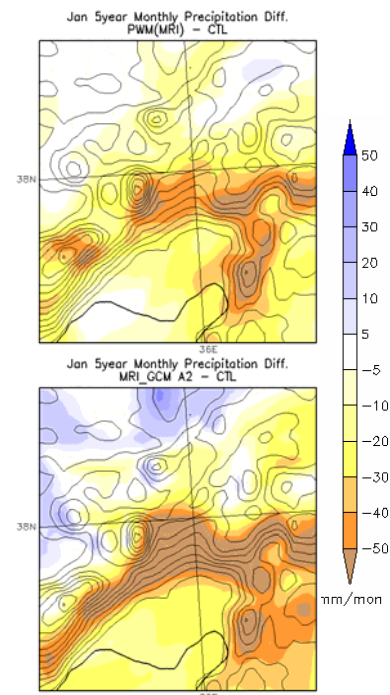 Jan 5year Monthly Precipitation Diff.
PWM(MRI) − CTL
38N
36E
50
40
30
20
10
5
−5
−10
−20
−30
−40
−50
mm/mon
Jan 5year Monthly Precipitation Diff.
MRI_GCM A2 − CTL
38N